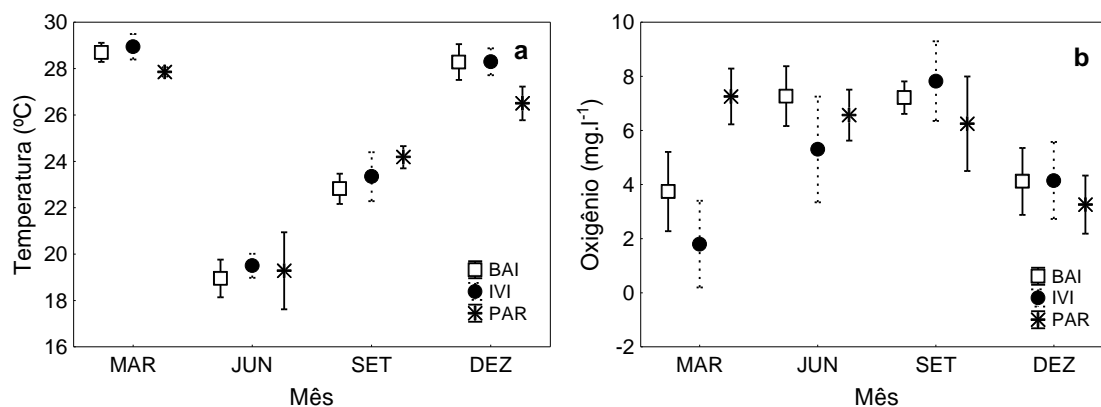 30
28
26
24
22
20
18
16
Temperatura (ºC)
a
BAI
IVI
PAR
MAR JUN SET DEZ
Mês
10
8
6
4
2
0
-2
Oxigênio (mg.l-1)
b
BAI
IVI
PAR
MAR JUN SET DEZ
Mês